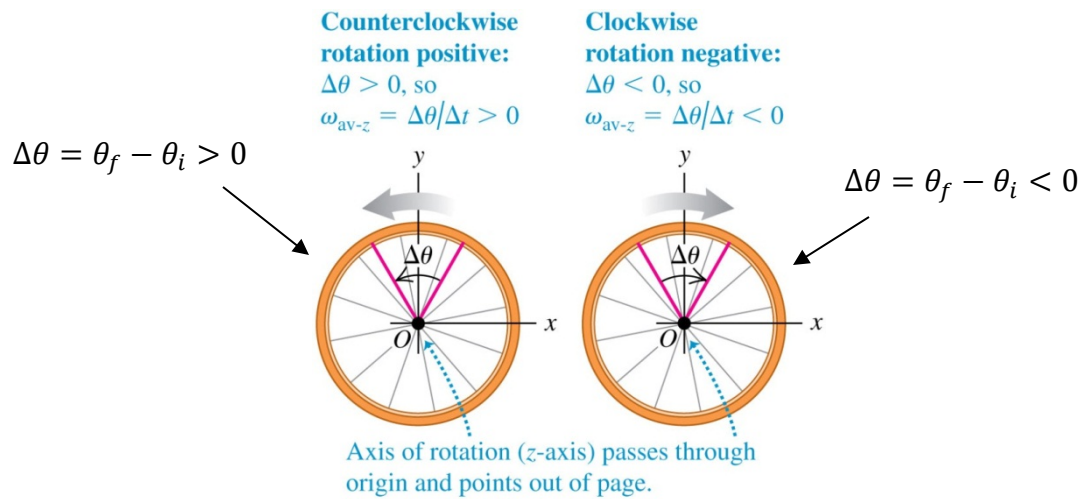 Counterclockwise
rotation positive:
Δθ > 0, so
ω_av-z = Δθ/Δt > 0
Clockwise
rotation negative:
Δθ < 0, so
ω_av-z = Δθ/Δt < 0
Δθ = θ_f − θ_i > 0
Δθ = θ_f − θ_i < 0
y
Δθ
x
O
y
Δθ
x
O
Axis of rotation (z-axis) passes through
origin and points out of page.